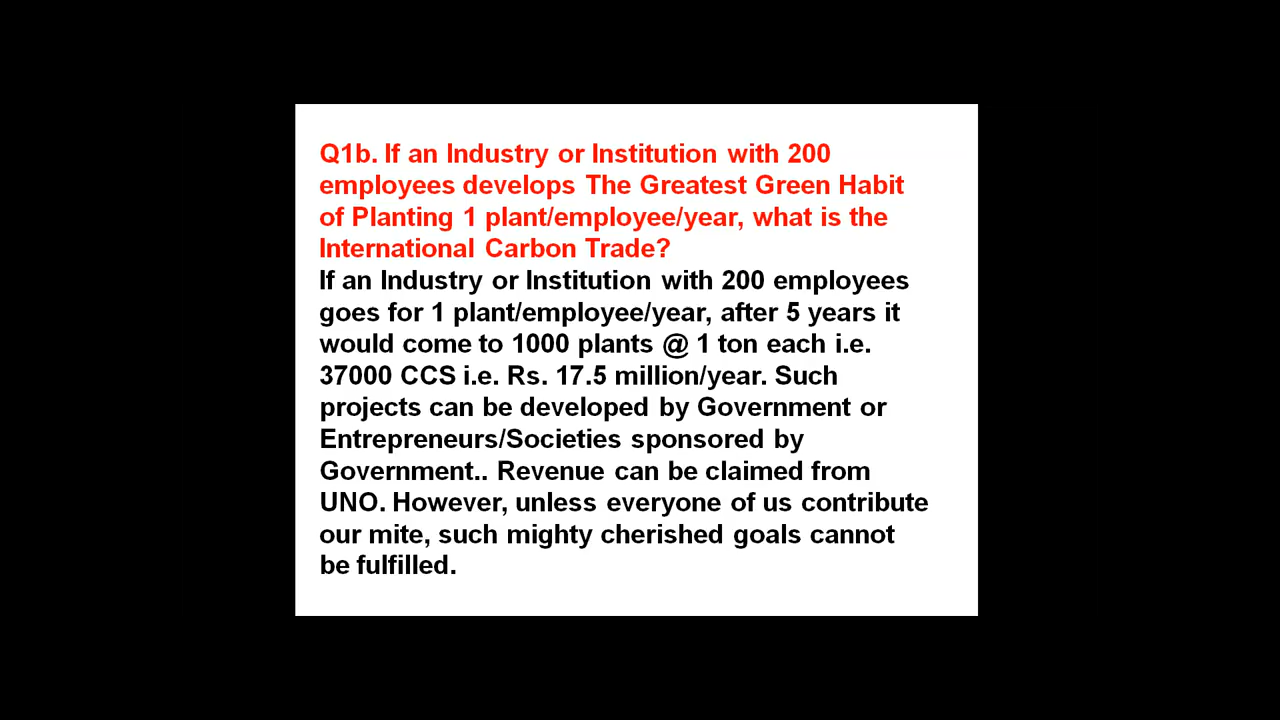 Q1b. If an Industry or Institution with 200
employees develops The Greatest Green Habit
of Planting 1 plant/employee/year, what is the
International Carbon Trade?
If an Industry or Institution with 200 employees
goes for 1 plant/employee/year, after 5 years it
would come to 1000 plants @ 1 ton each i.e.
37000 CCS i.e. Rs. 17.5 million/year. Such
projects can be developed by Government or
Entrepreneurs/Societies sponsored by
Government.. Revenue can be claimed from
UNO. However, unless everyone of us contribute
our mite, such mighty cherished goals cannot
be fulfilled.